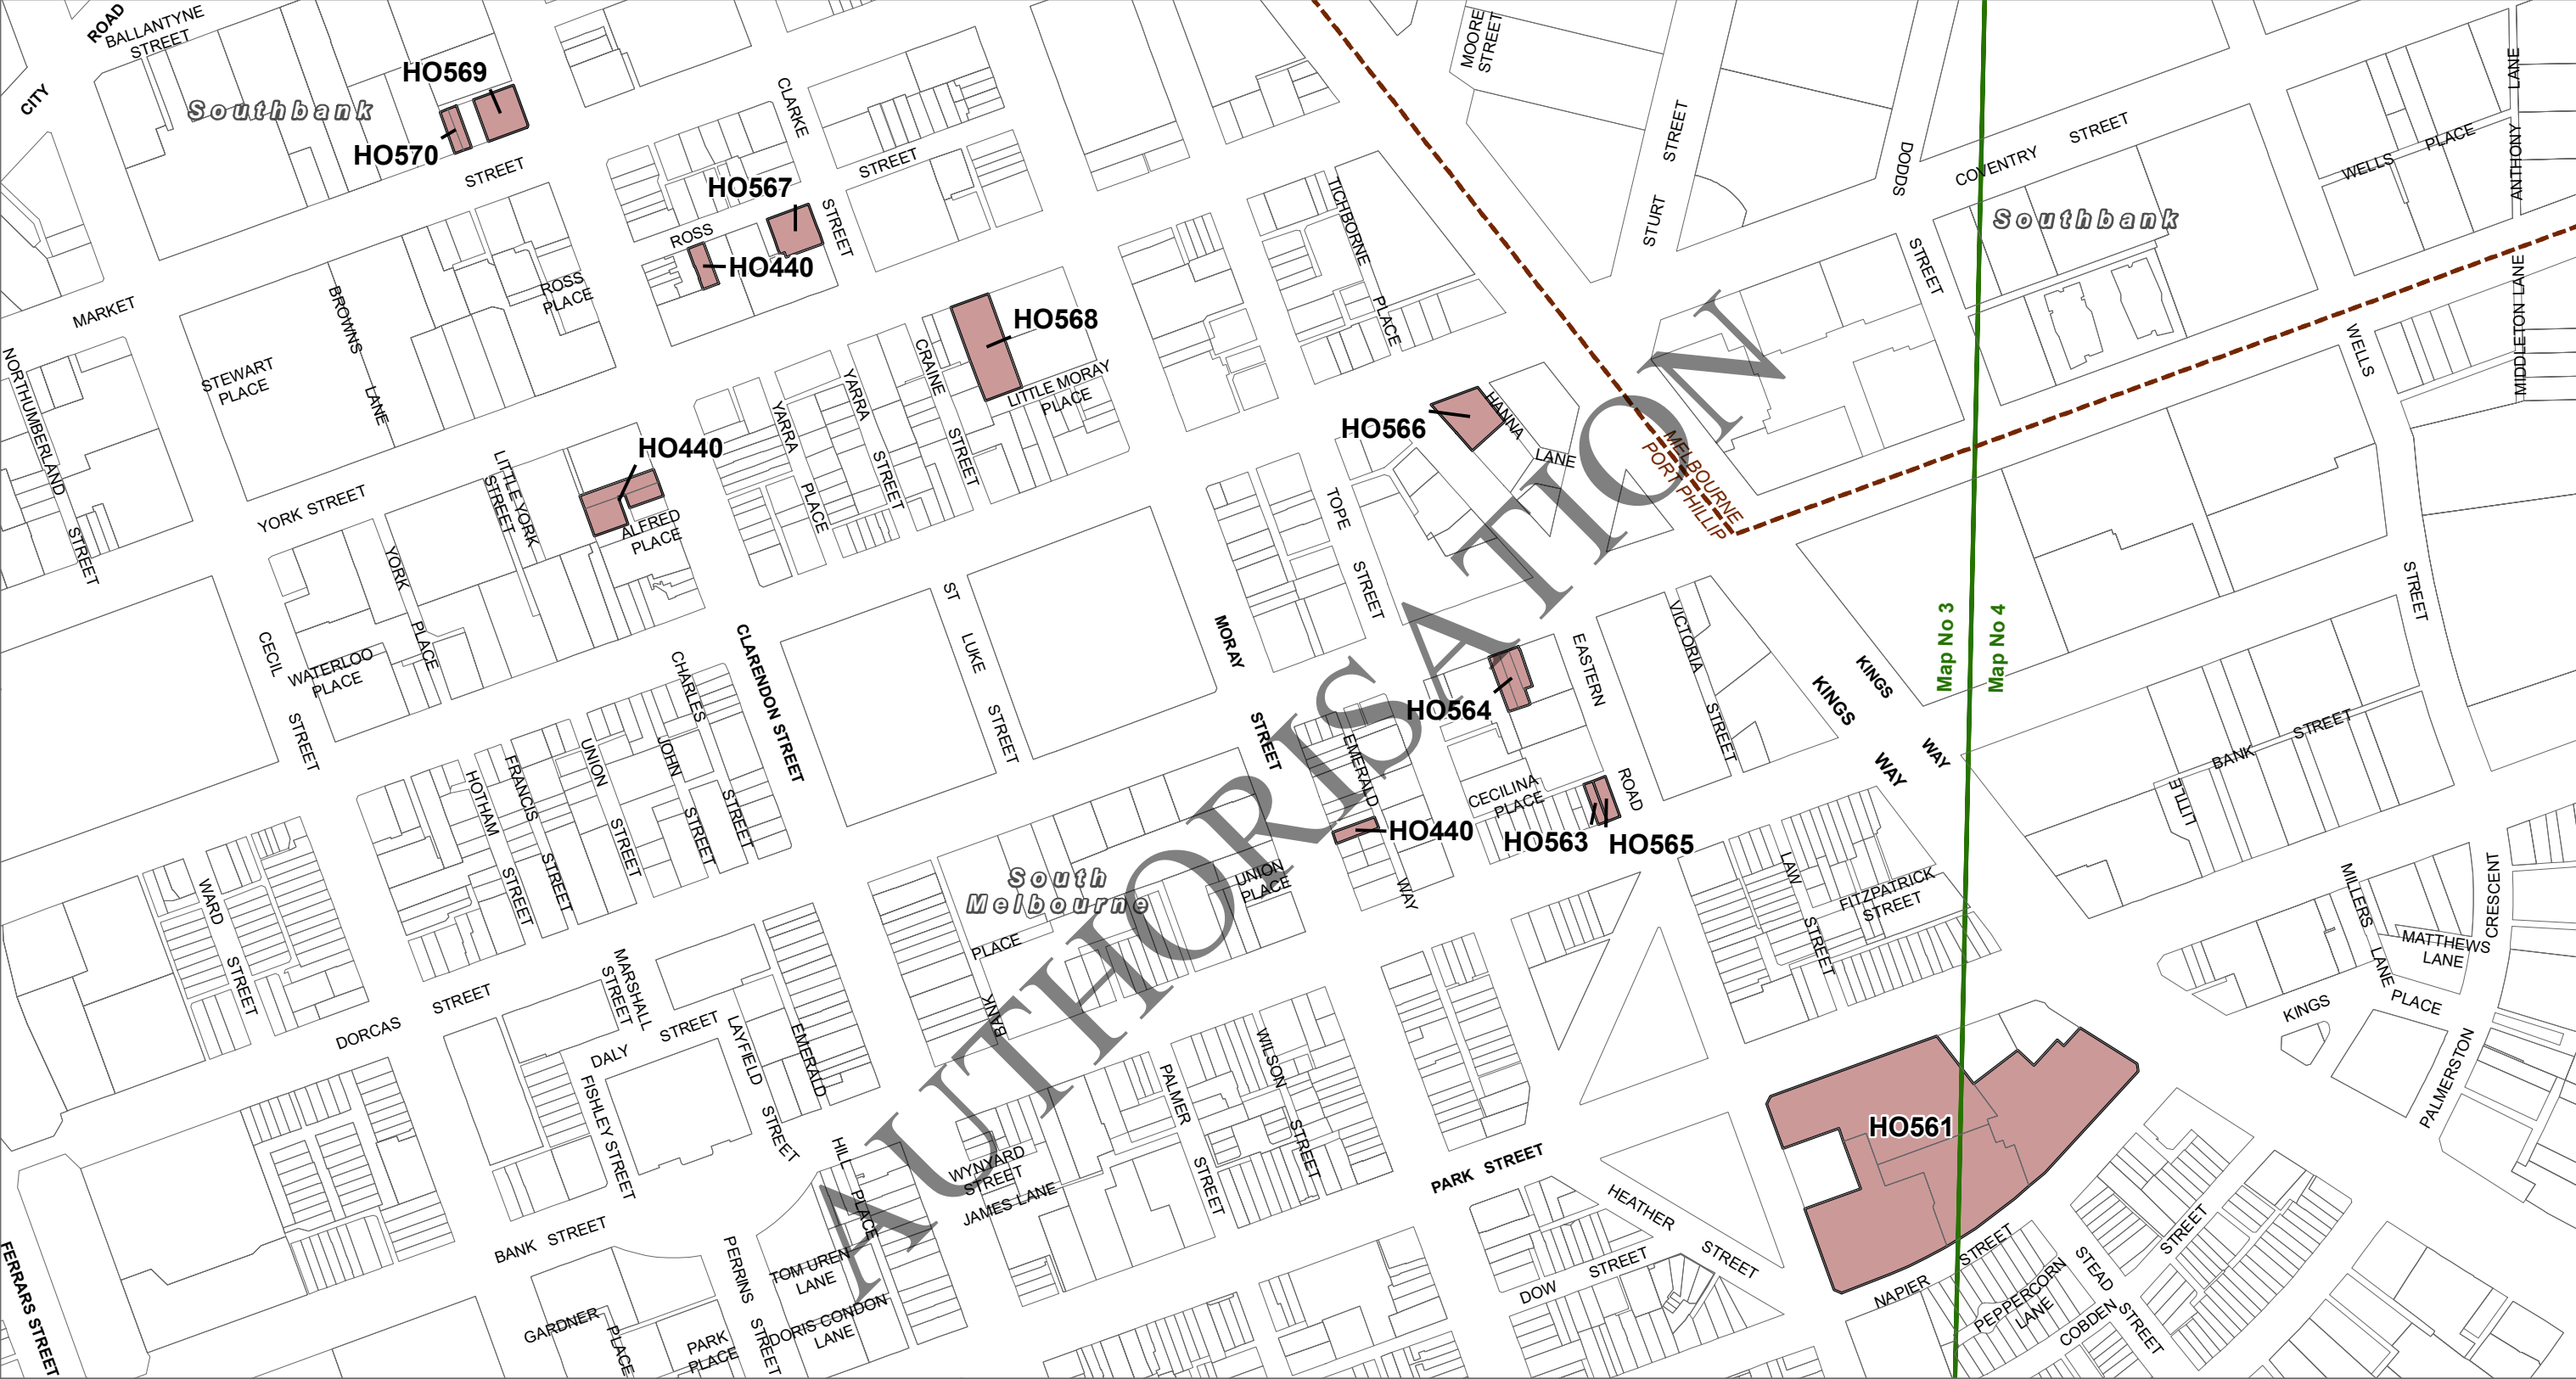 ROAD
BALLANTYNE
STREET
CITY
Southbank
HO569
HO570
STREET
CLARKE
STREET
STREET
HO567
ROSS
HO440
MOORE
STREET
STURT STREET
DODDS
STREET
COVENTRY STREET
Southbank
WELLS PLACE
ANTHONY LANE
MIDDLETON LANE
WELLS
STREET
TICHBORNE
PLACE
MARKET
BROWNS
LANE
ROSS
PLACE
STEWART
PLACE
NORTHUMBERLAND
STREET
HO568
LITTLE MORAY
PLACE
CRAINE
STREET
YARRA
STREET
YARRA
PLACE
HO440
ALFRED
PLACE
LITTLE YORK
STREET
YORK STREET
YORK
PLACE
HO566
HANNA
LANE
MELBOURNE
PORT PHILLIP
TOPE
STREET
ST LUKE STREET
MORAY
STREET
CECIL
STREET
WATERLOO
PLACE
CLARENDON STREET
CHARLES
STREET
JOHN
STREET
UNION
STREET
FRANCIS
STREET
HOTHAM
STREET
HO564
EASTERN
ROAD
VICTORIA
STREET
KINGS
WAY
KINGS
WAY
Map No 3
Map No 4
EMERALD
WAY
CECILINA
PLACE
HO440
HO563
HO565
LITTLE BANK STREET
South
Melbourne
UNION
PLACE
BANK
PLACE
LAW
STREET
FITZPATRICK
STREET
MILLERS
LANE
MATTHEWS
LANE
CRESCENT
PALMERSTON
KINGS PLACE
WARD
STREET
DORCAS STREET
MARSHALL
STREET
DALY STREET
LAYFIELD
STREET
EMERALD
HILL
PLACE
FISHLEY STREET
BANK STREET
PALMER
STREET
WILSON
STREET
WYNYARD
STREET
JAMES LANE
PARK STREET
HEATHER
STREET
DOW STREET
HO561
NAPIER STREET
PEPPERCORN
LANE
STEAD
STREET
COBDEN STREET
FERRARS STREET
GARDNER
PLACE
PARK
PLACE
PERRINS
STREET
TOM UREN
LANE
DORIS CONDON
LANE
AUTHORISATION